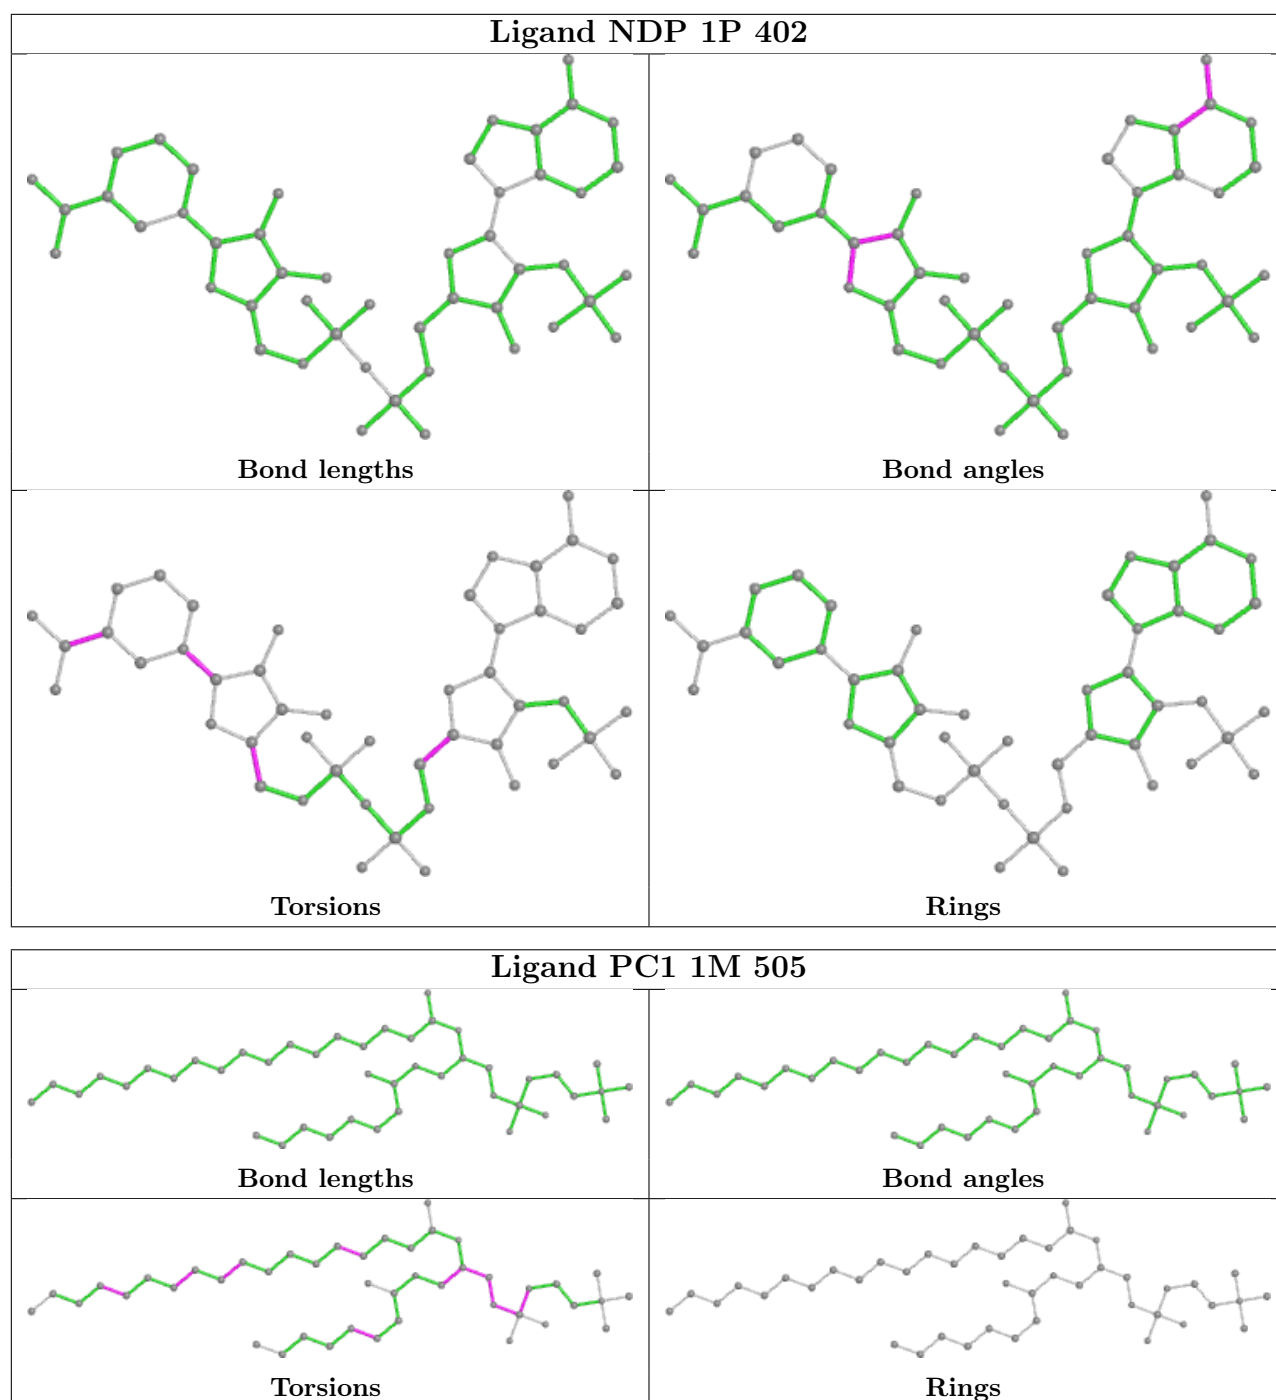 Ligand NDP 1P 402
Bond lengths
Bond angles
Torsions
Rings
Ligand PC1 1M 505
Bond lengths
Bond angles
Torsions
Rings